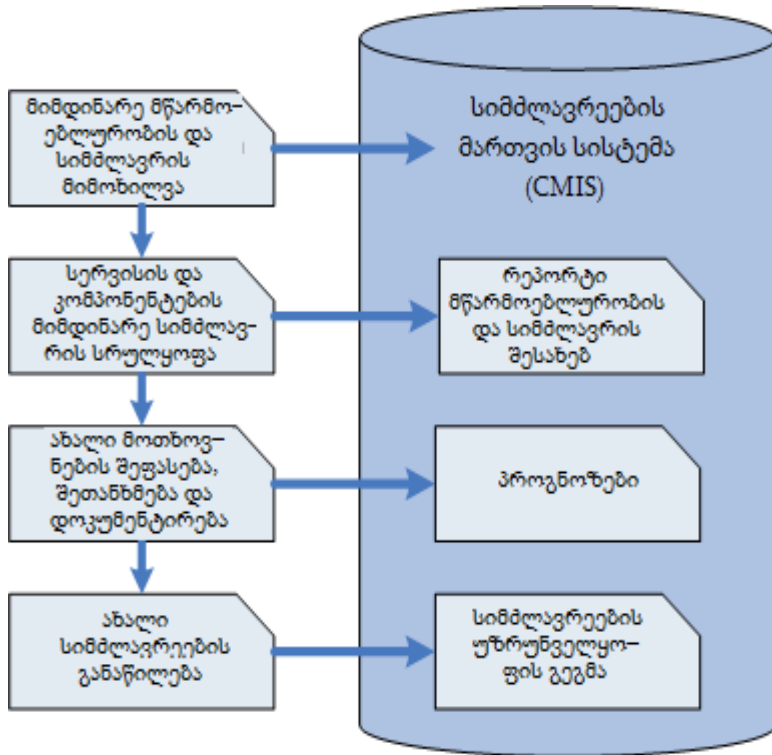 მიმდინარე მწარმო–
ებლურობის და
სიმძლავრის
მიმოხილვა
სიმძლავრეების
მართვის სისტემა
(CMIS)
სერვისის და
კომპონენტების
მიმდინარე სიმძლავ–
რის სრულყოფა
რეპორტი
მწარმოებლურობის
და სიმძლავრის
შესახებ
ახალი მოთხოვ–
ნების შეფასება,
შეთანხმება და
დოკუმენტირება
პროგნოზები
ახალი
სიმძლავრეების
განაწილება
სიმძლავრეების
უზრუნველყო–
ფის გეგმა